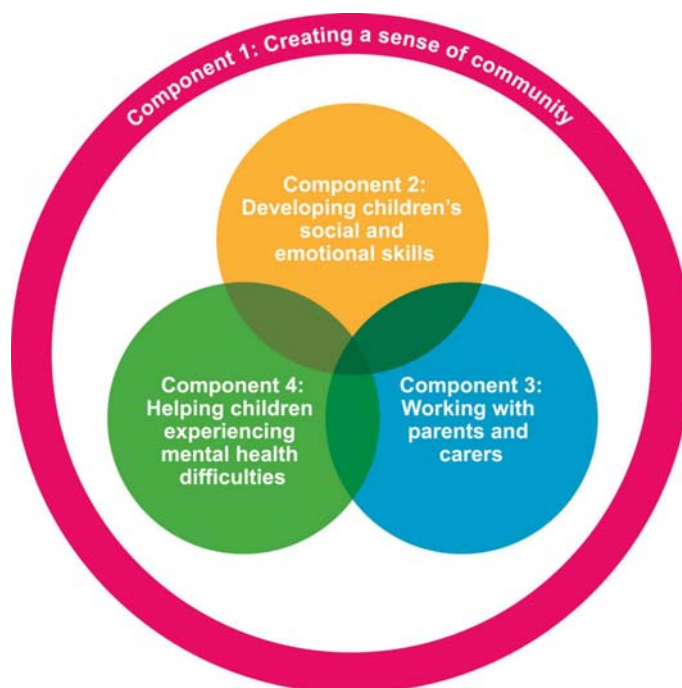 Component 1: Creating a sense of community
Component 2:
Developing children's
social and
emotional skills
Component 4:
Helping children
experiencing
mental health
difficulties
Component 3:
Working with
parents and
carers